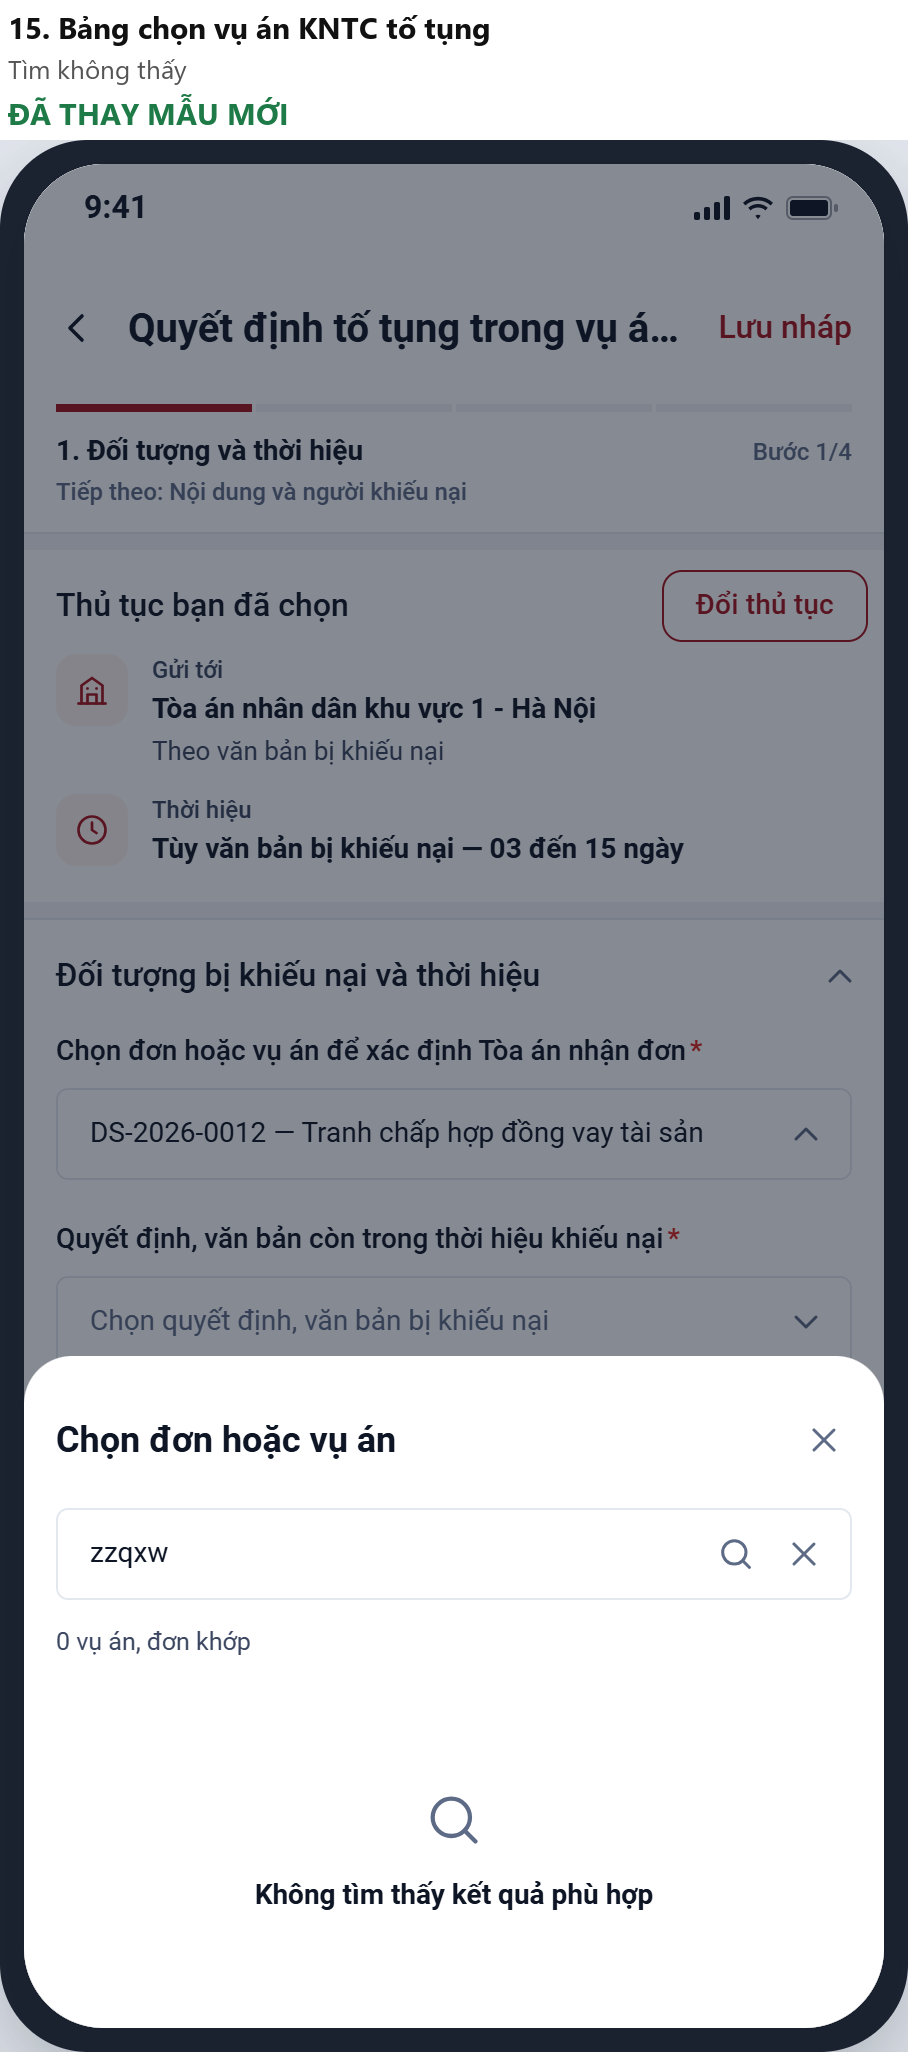 15. Bảng chọn vụ án KNTC tố tụng
Tìm không thấy
ĐÃ THAY MẪU MỚI
9:41
Quyết định tố tụng trong vụ á...
Lưu nháp
1. Đối tượng và thời hiệu
Bước 1/4
Tiếp theo: Nội dung và người khiếu nại
Thủ tục bạn đã chọn
Đổi thủ tục
Gửi tới
Tòa án nhân dân khu vực 1 - Hà Nội
Theo văn bản bị khiếu nại
Thời hiệu
Tùy văn bản bị khiếu nại — 03 đến 15 ngày
Đối tượng bị khiếu nại và thời hiệu
Chọn đơn hoặc vụ án để xác định Tòa án nhận đơn *
DS-2026-0012 — Tranh chấp hợp đồng vay tài sản
Quyết định, văn bản còn trong thời hiệu khiếu nại *
Chọn quyết định, văn bản bị khiếu nại
Chọn đơn hoặc vụ án
zzqxw
0 vụ án, đơn khớp
Không tìm thấy kết quả phù hợp